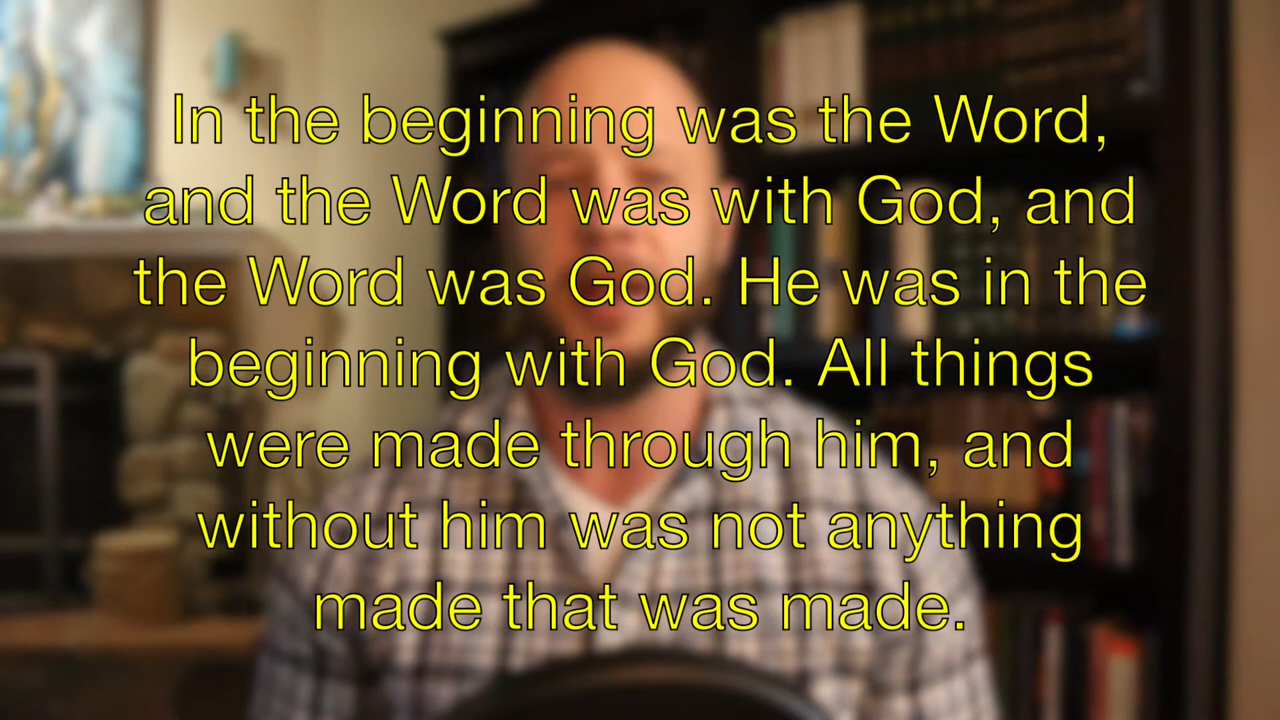 In the beginning was the Word,
and the Word was with God, and
the Word was God. He was in the
beginning with God. All things
were made through him, and
without him was not anything
made that was made.